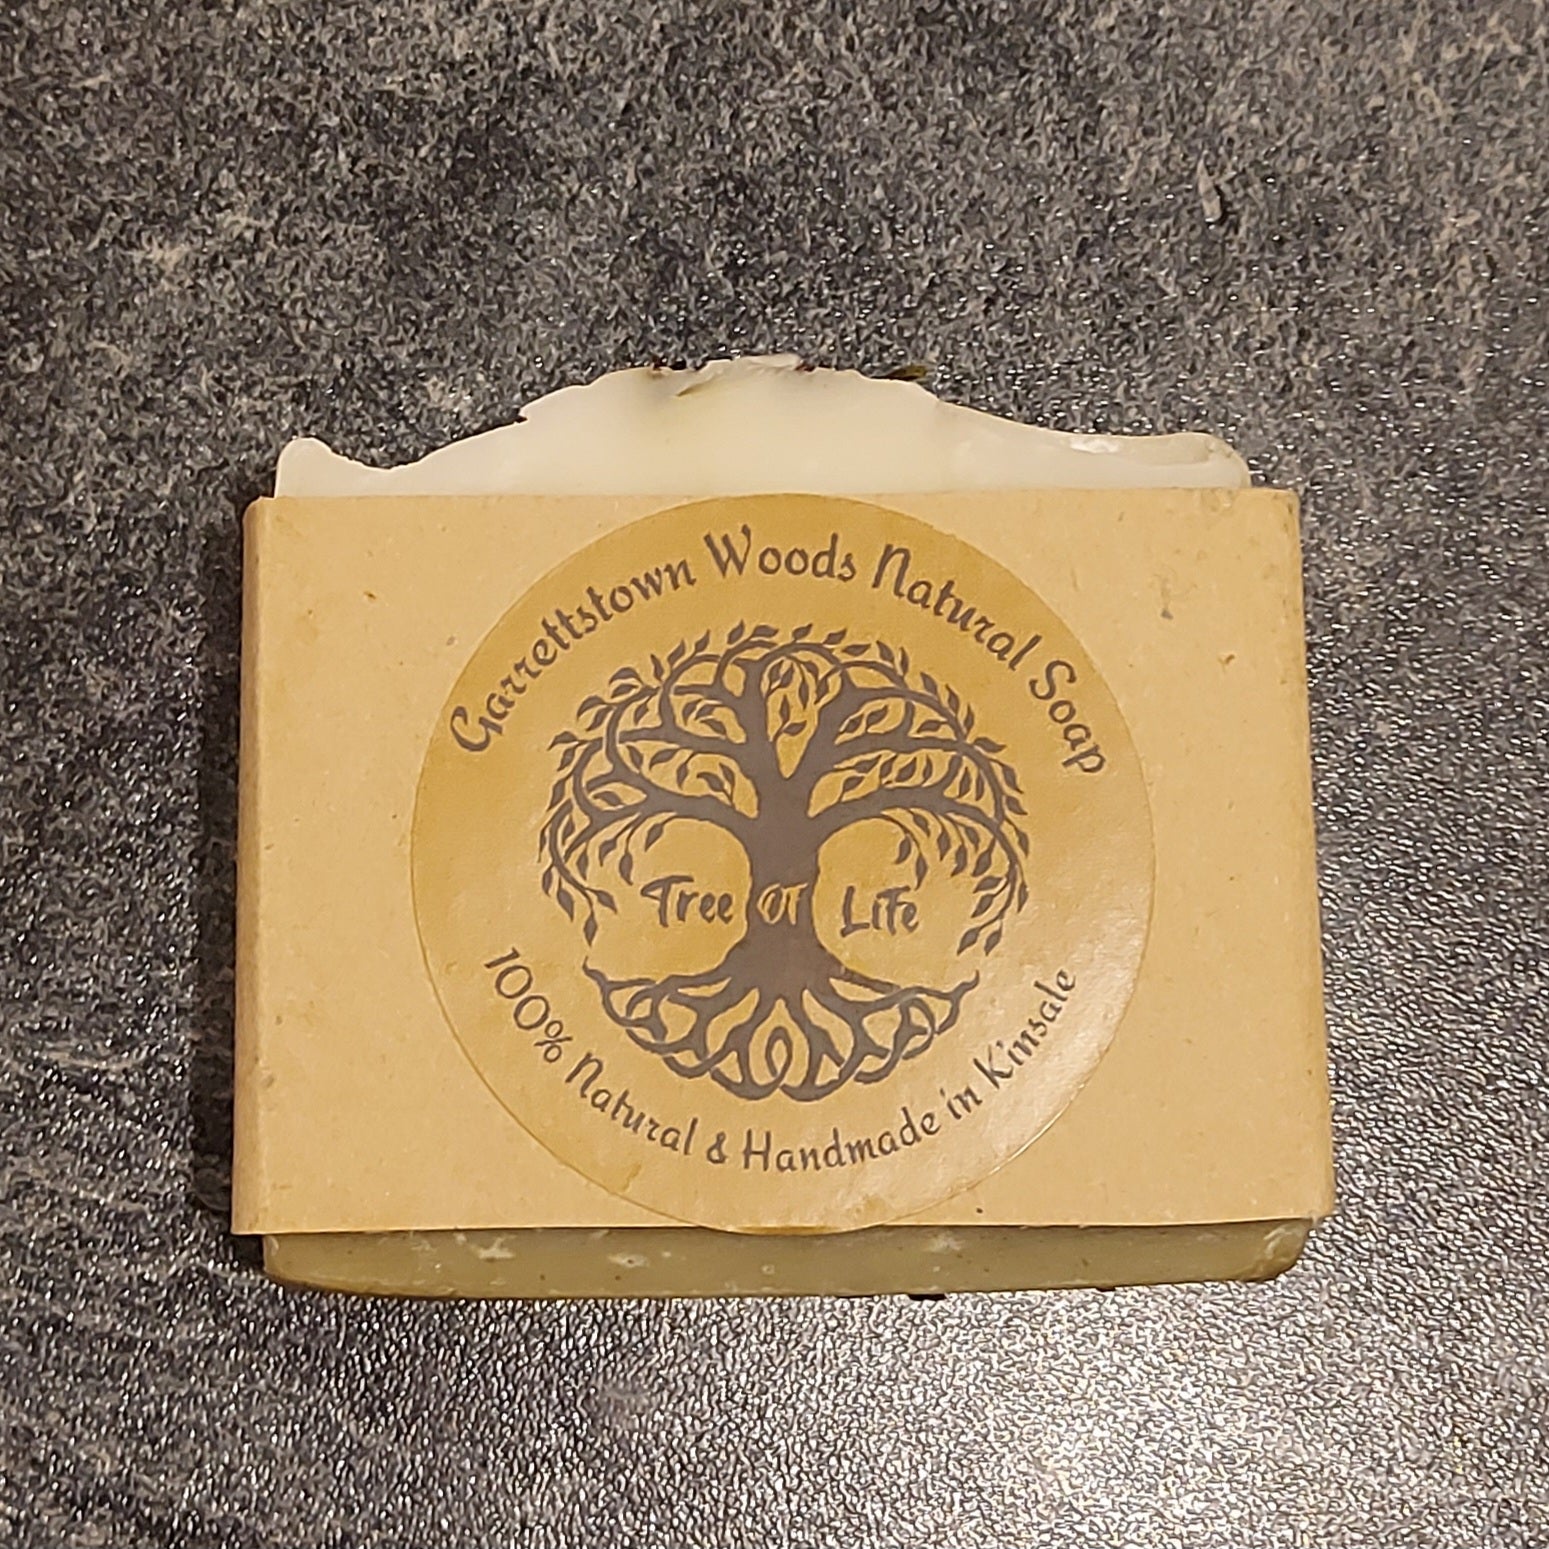 Garrettstown Woods Natural Soap
Tree OF Life
100% Natural & Handmade in Kinsale